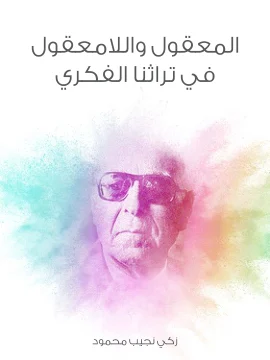 المعقول واللامعقول
في تراثنا الفكري
زكي نجيب محمود